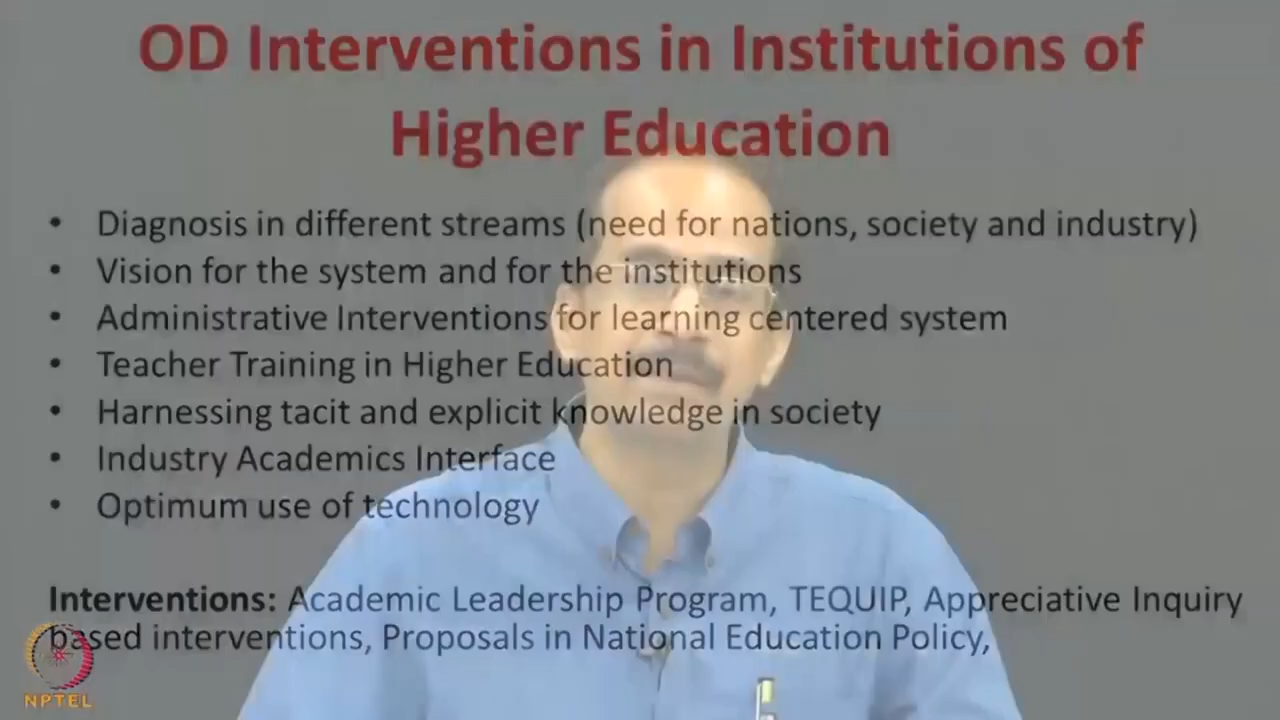 OD Interventions in Institutions of
Higher Education
• Diagnosis in different streams (need for nations, society and industry)
• Vision for the system and for the institutions
• Administrative Interventions for learning centered system
• Teacher Training in Higher Education
• Harnessing tacit and explicit knowledge in society
• Industry Academics Interface
• Optimum use of technology
Interventions: Academic Leadership Program, TEQUIP, Appreciative Inquiry
based interventions, Proposals in National Education Policy,
NPTEL